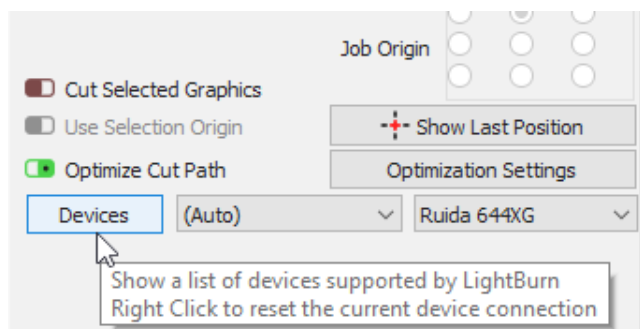 Job Origin
Cut Selected Graphics
Use Selection Origin
Show Last Position
Optimize Cut Path
Optimization Settings
Devices
(Auto)
Ruida 644XG
Show a list of devices supported by LightBurn
Right Click to reset the current device connection